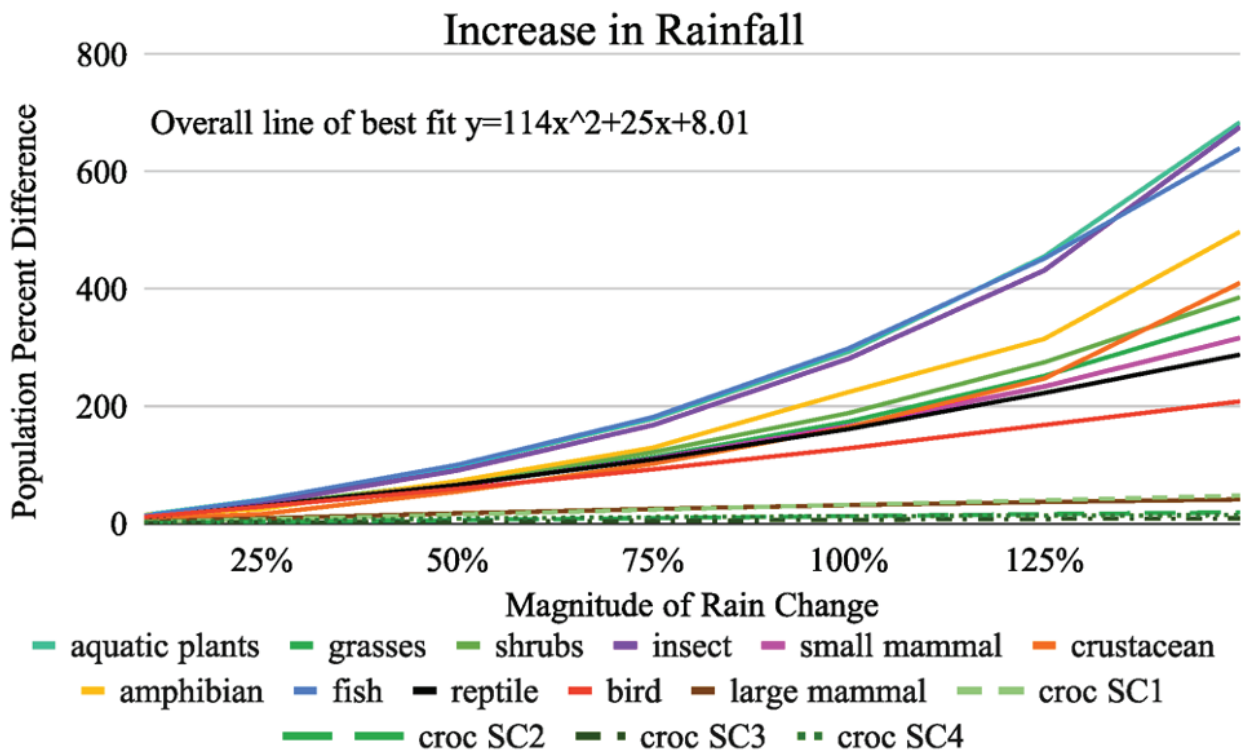 Increase in Rainfall
800
Overall line of best fit y=114x^2+25x+8.01
600
400
200
0
Population Percent Difference
25% 50% 75% 100% 125%
Magnitude of Rain Change
aquatic plants grasses shrubs insect small mammal crustacean
amphibian fish reptile bird large mammal croc SC1
croc SC2 croc SC3 croc SC4